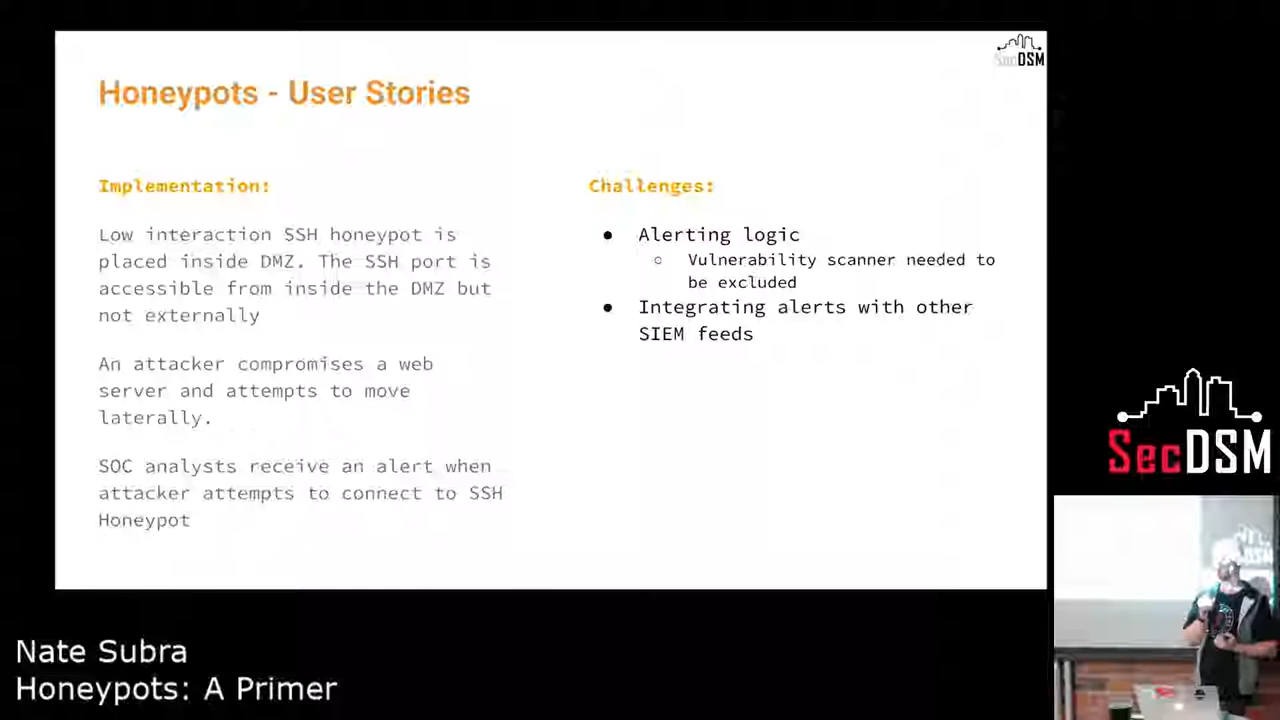 SecDSM
Honeypots - User Stories
Implementation:
Low interaction SSH honeypot is
placed inside DMZ. The SSH port is
accessible from inside the DMZ but
not externally
An attacker compromises a web
server and attempts to move
laterally.
SOC analysts receive an alert when
attacker attempts to connect to SSH
Honeypot
Challenges:
● Alerting logic
○ Vulnerability scanner needed to
be excluded
● Integrating alerts with other
SIEM feeds
SecDSM
DSM
Nate Subra
Honeypots: A Primer